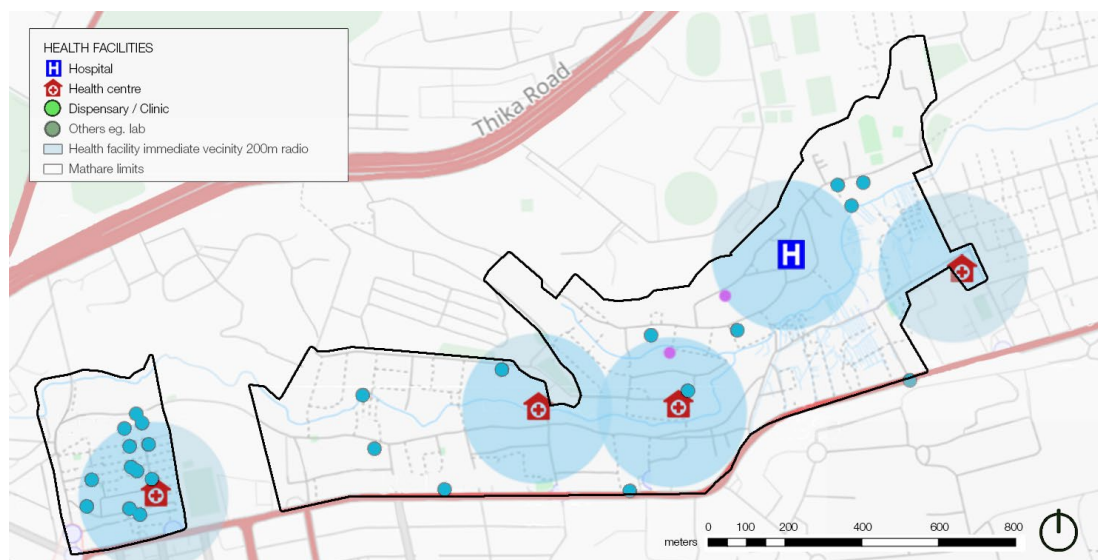 HEALTH FACILITIES
H Hospital
Health centre
Dispensary / Clinic
Others eg. lab
Health facility immediate vecinity 200m radio
Mathare limits
Thika Road
H
0 100 200 400 600 800
meters